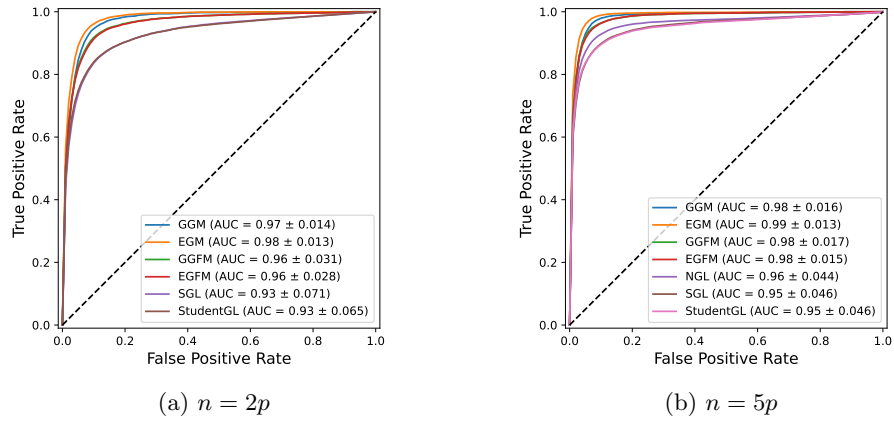 1.0
0.8
0.6
0.4
0.2
0.0
True Positive Rate
GGM (AUC = 0.97 ± 0.014)
EGM (AUC = 0.98 ± 0.013)
GGFM (AUC = 0.96 ± 0.031)
EGFM (AUC = 0.96 ± 0.028)
SGL (AUC = 0.93 ± 0.071)
StudentGL (AUC = 0.93 ± 0.065)
0.0 0.2 0.4 0.6 0.8 1.0
False Positive Rate
(a) n = 2p
1.0
0.8
0.6
0.4
0.2
0.0
True Positive Rate
GGM (AUC = 0.98 ± 0.016)
EGM (AUC = 0.99 ± 0.013)
GGFM (AUC = 0.98 ± 0.017)
EGFM (AUC = 0.98 ± 0.015)
NGL (AUC = 0.96 ± 0.044)
SGL (AUC = 0.95 ± 0.046)
StudentGL (AUC = 0.95 ± 0.046)
0.0 0.2 0.4 0.6 0.8 1.0
False Positive Rate
(b) n = 5p